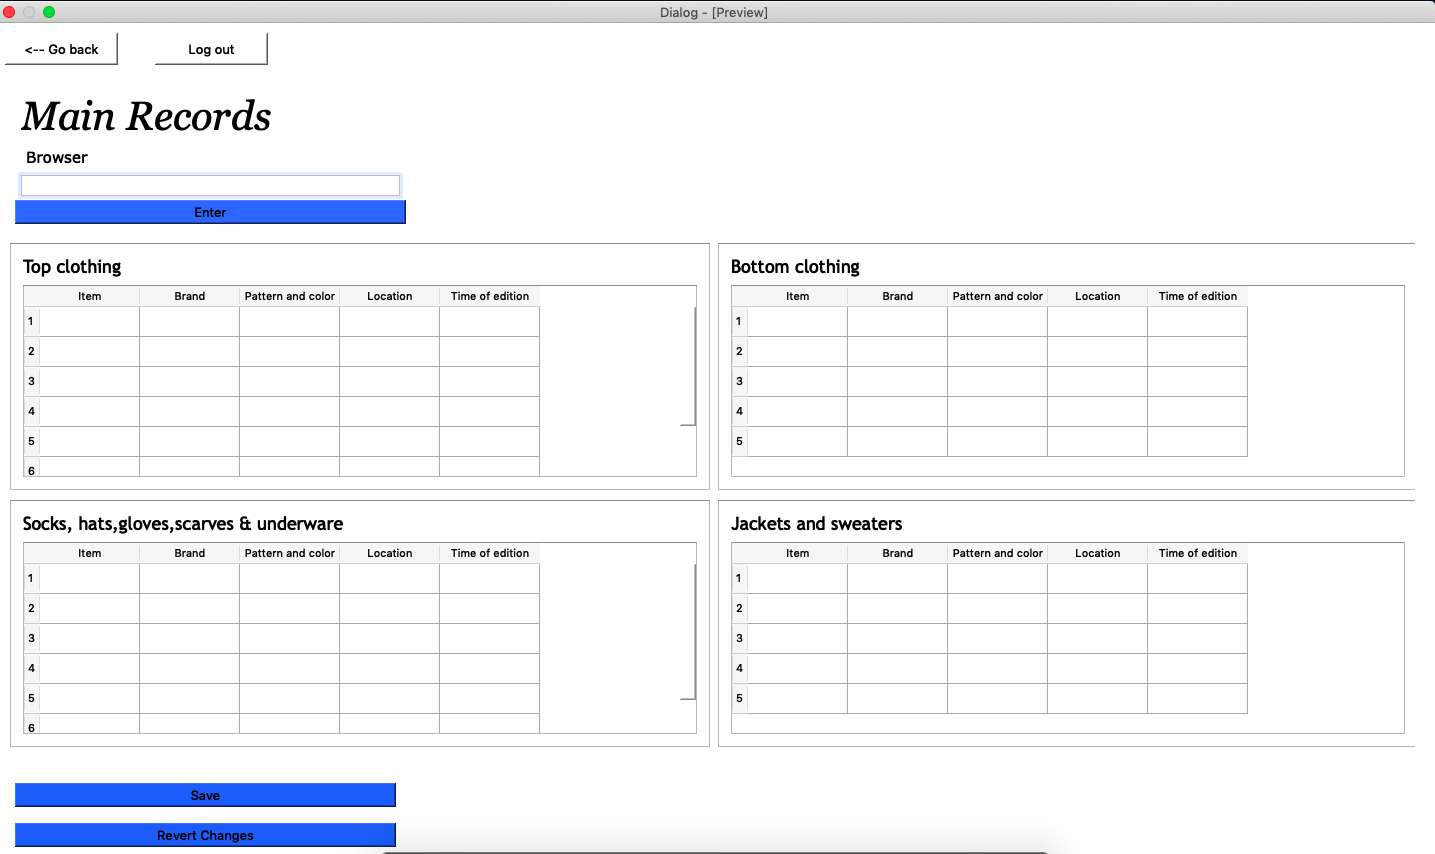 Dialog - [Preview]
<-- Go back Log out
Main Records
Browser
Enter
Top clothing
Item Brand Pattern and color Location Time of edition
1
2
3
4
5
6
Bottom clothing
Item Brand Pattern and color Location Time of edition
1
2
3
4
5
Socks, hats,gloves,scarves & underware
Item Brand Pattern and color Location Time of edition
1
2
3
4
5
6
Jackets and sweaters
Item Brand Pattern and color Location Time of edition
1
2
3
4
5
Save
Revert Changes